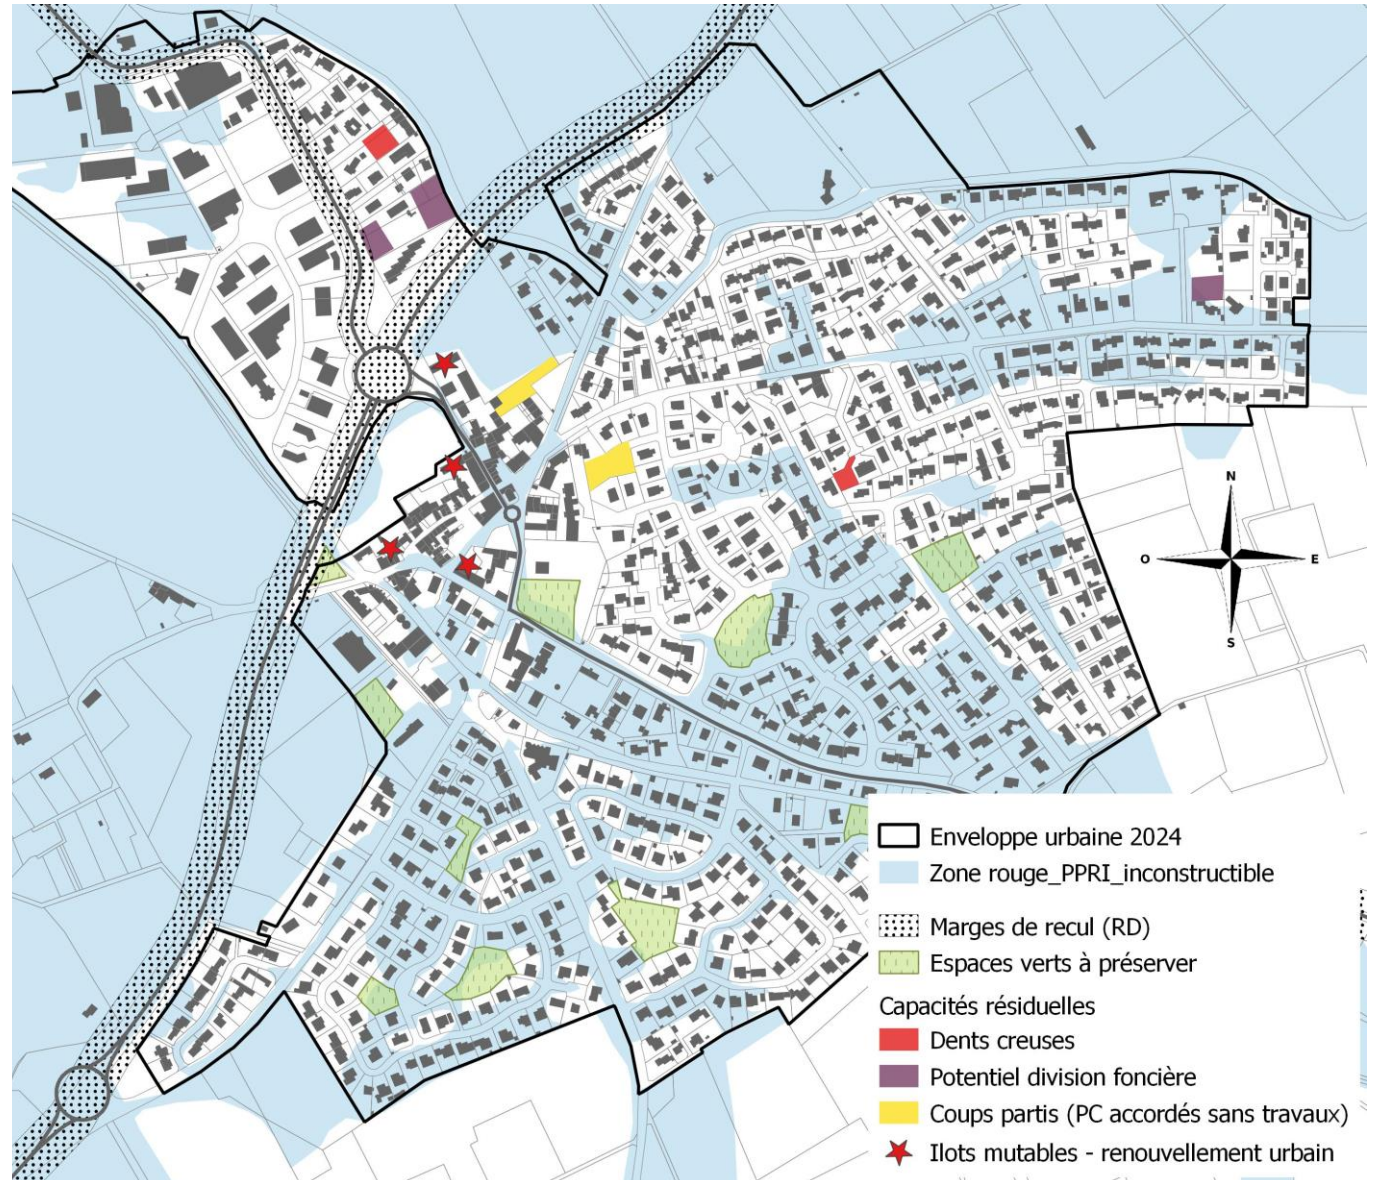 N
O
E
S
Enveloppe urbaine 2024
Zone rouge_PPRI_inconstructible
Marges de recul (RD)
Espaces verts à préserver
Capacités résiduelles
Dents creuses
Potentiel division foncière
Coups partis (PC accordés sans travaux)
Ilots mutables - renouvellement urbain